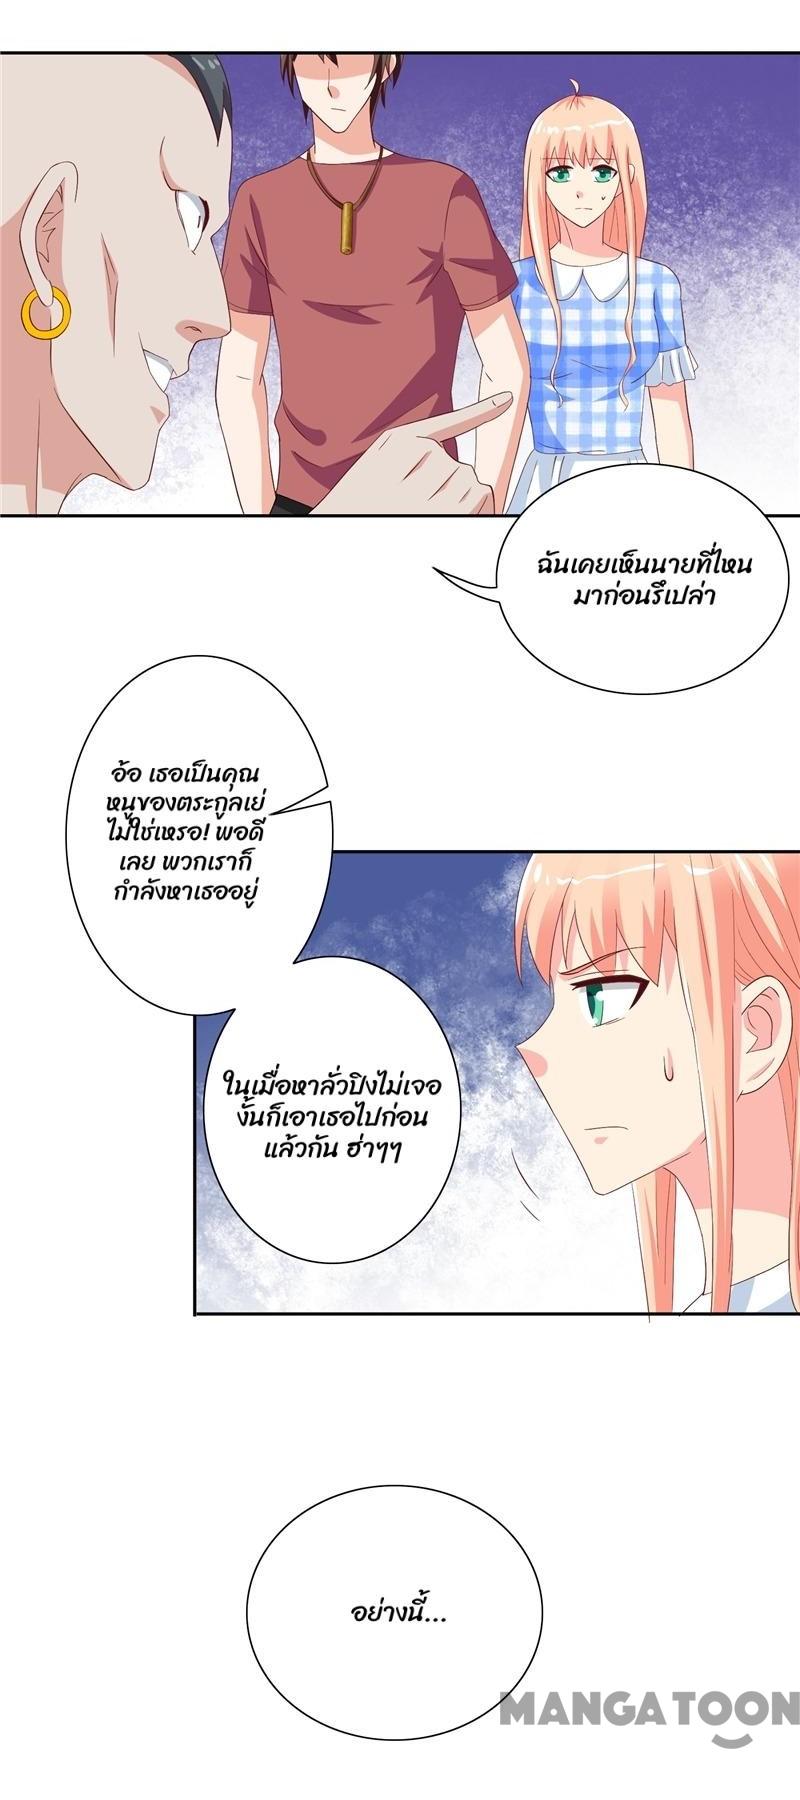 ฉันเคยเห็นนายที่ไหน
มาก่อนรึเปล่า
อ้อ เธอเป็นคุณ
หนูของตระกูลเย่
ไม่ใช่เหรอ! พอดี
เลย พวกเราก็
กำลังหาเธออยู่
ในเมื่อหาลั่วปิงไม่เจอ
งั้นก็เอาเธอไปก่อน
แล้วกัน ฮ่าๆๆ
อย่างนี้...
MANGATOON